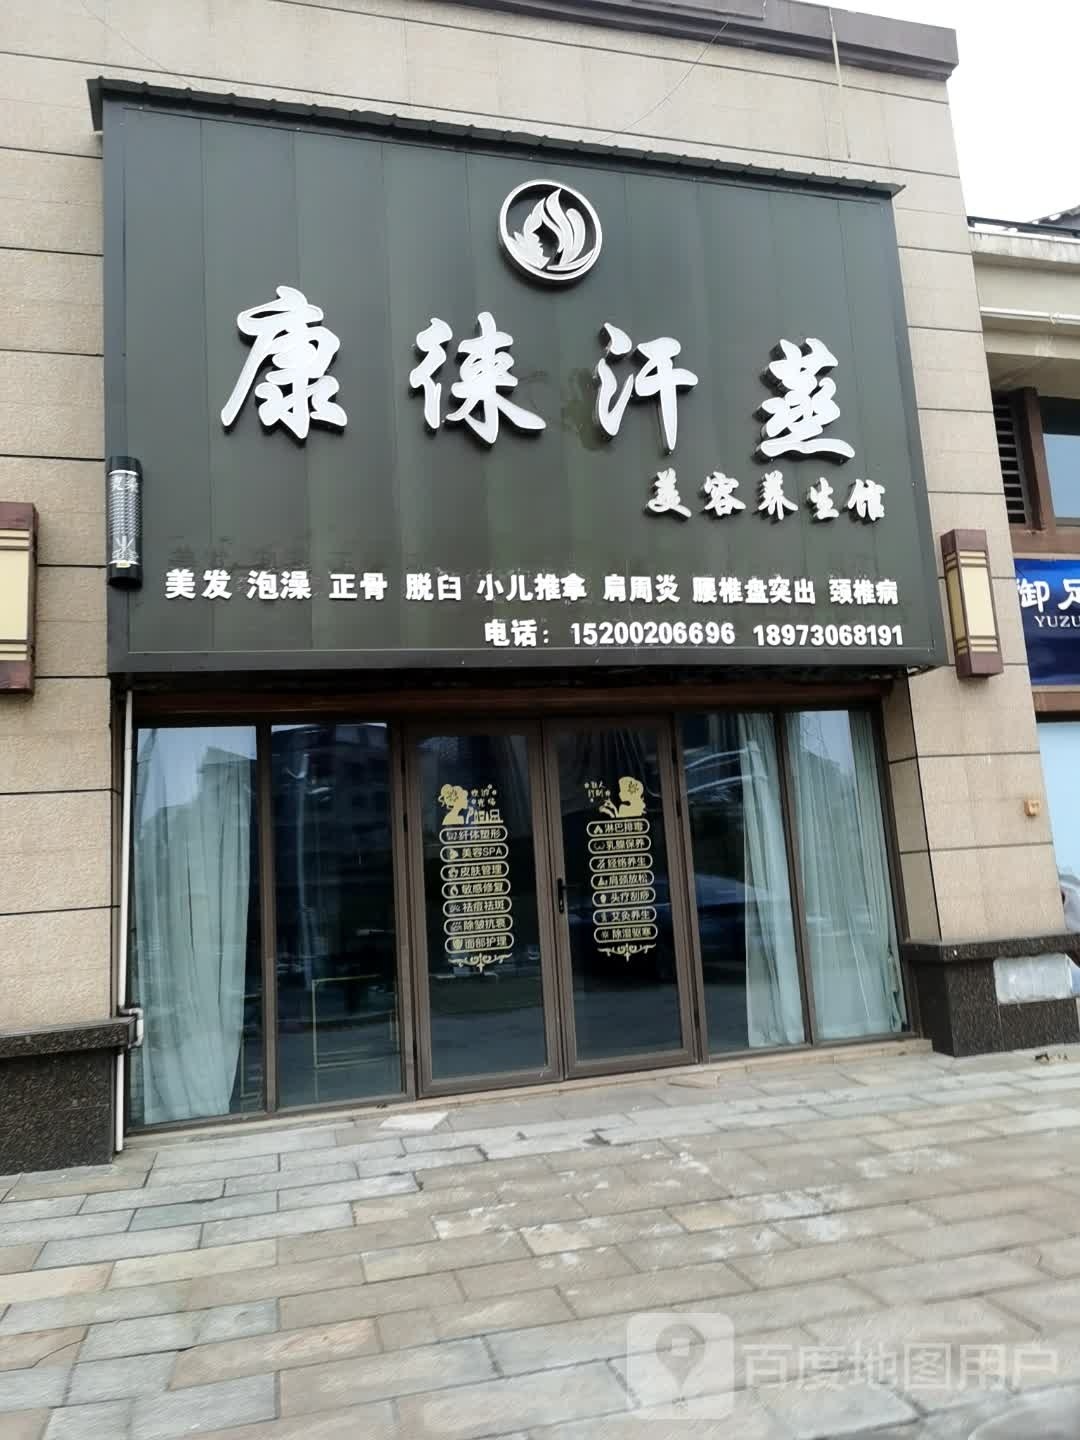 康徕汗蒸
美容养生馆
美发 泡澡 正骨 脱臼 小儿推拿 肩周炎 腰椎盘突出 颈椎病
电话：15200206696 18973068191
御足
YUZU
纤体塑形
美容SPA
皮肤管理
敏感修复
祛痘祛斑
除皱抗衰
面部护理
私人
订制
淋巴排毒
乳腺保养
经络养生
肩颈放松
头疗刮痧
艾灸养生
除湿驱寒
百度地图用户